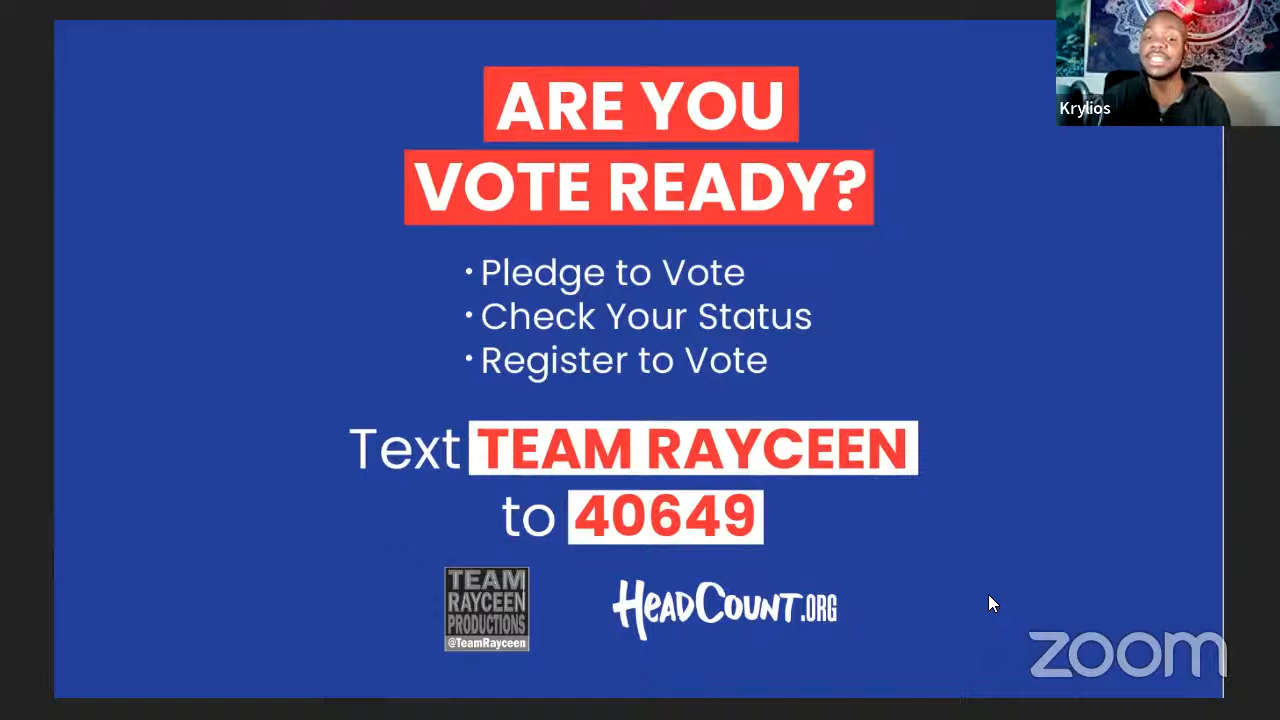 ARE YOU
VOTE READY?
• Pledge to Vote
• Check Your Status
• Register to Vote
Text TEAM RAYCEEN
to 40649
TEAM
RAYCEEN
PRODUCTIONS
@TeamRayceen
HEADCOUNT.ORG
Krylios
zoom